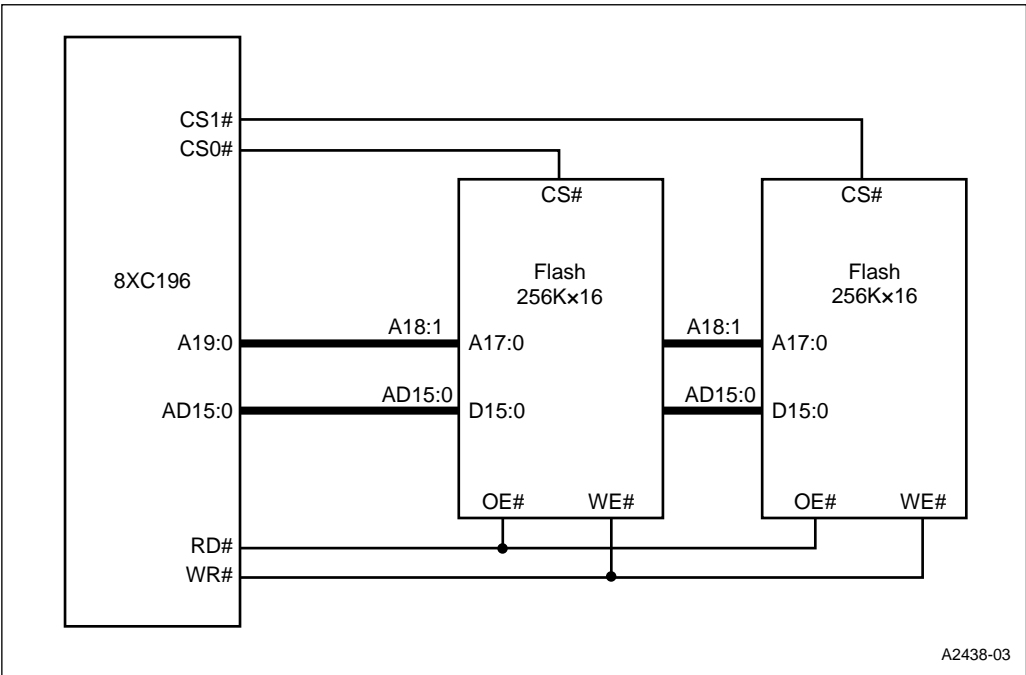 CS1#
CS0#
CS#
CS#
8XC196
Flash
256K×16
Flash
256K×16
A19:0
A18:1
A17:0
A18:1
A17:0
AD15:0
AD15:0
D15:0
AD15:0
D15:0
OE#
WE#
OE#
WE#
RD#
WR#
A2438-03